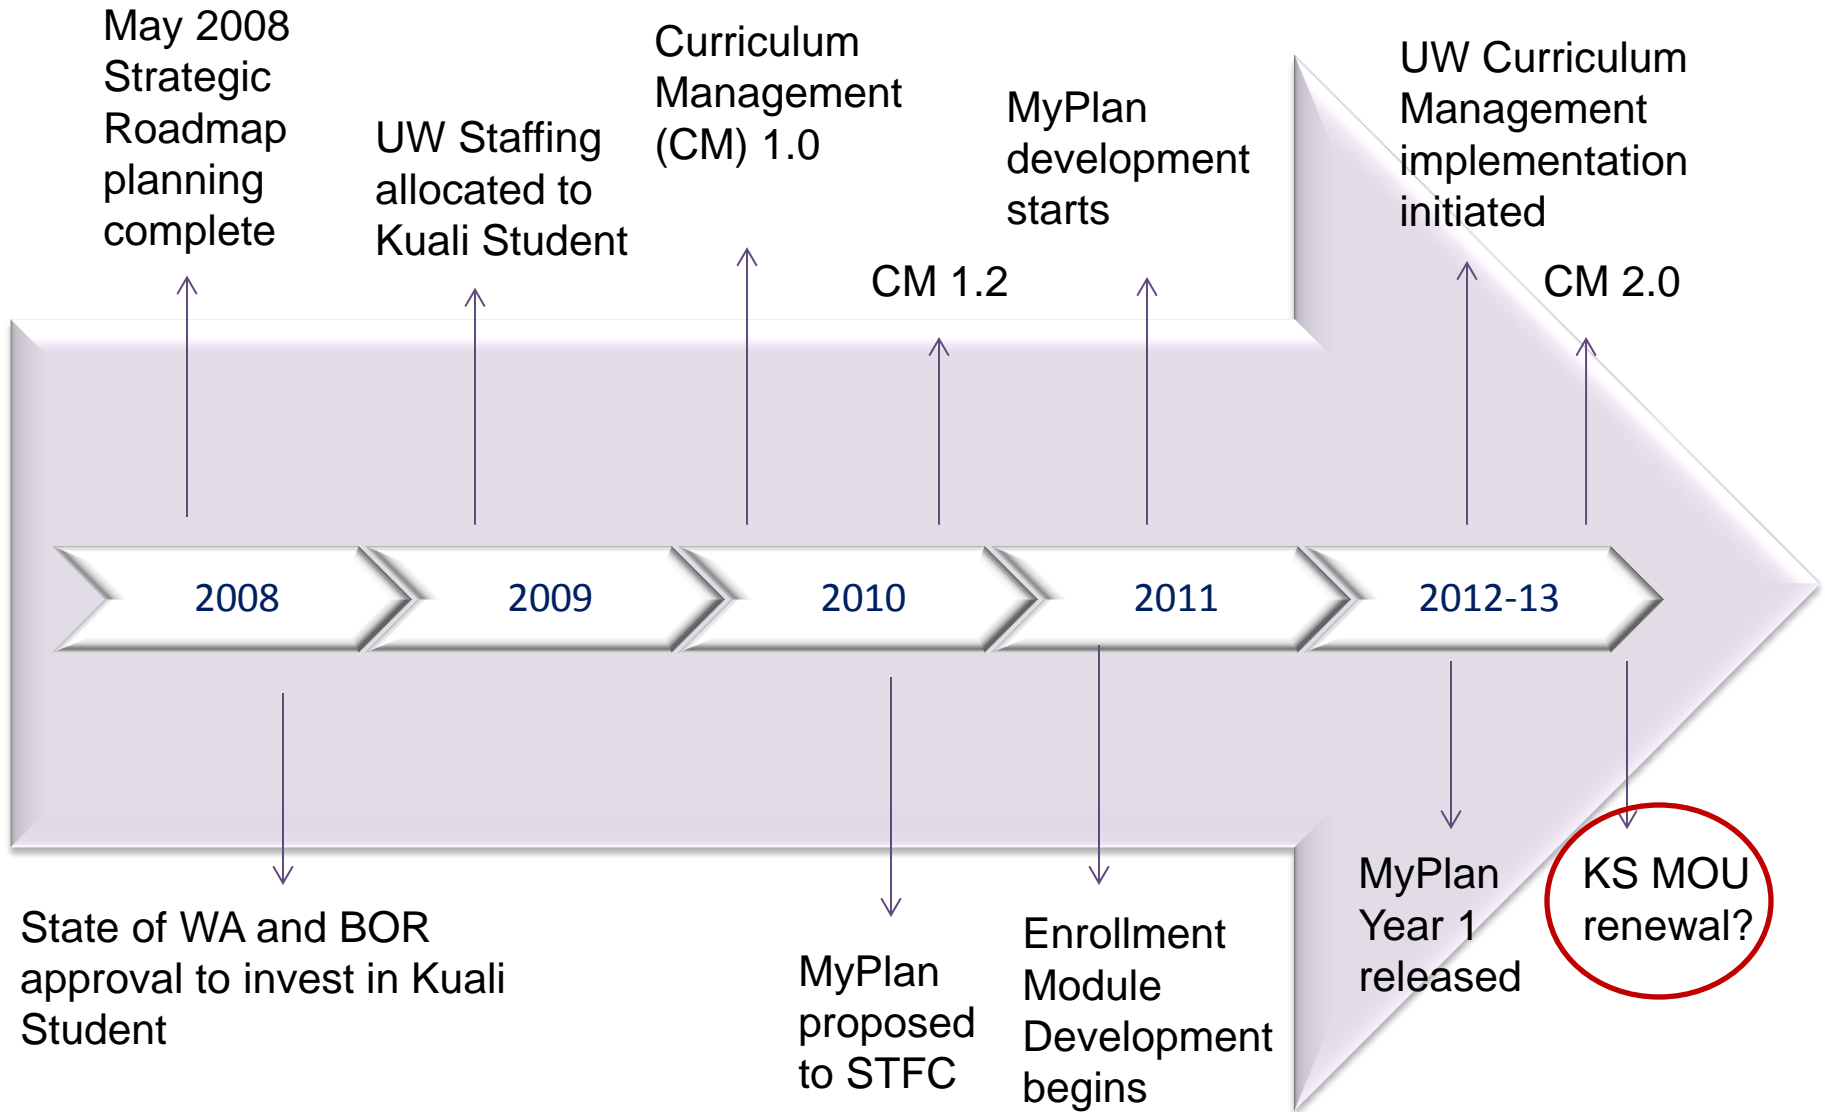 May 2008
Strategic
Roadmap
planning
complete
UW Staffing
allocated to
Kuali Student
Curriculum
Management
(CM) 1.0
CM 1.2
MyPlan
development
starts
UW Curriculum
Management
implementation
initiated
CM 2.0
2008
2009
2010
2011
2012-13
State of WA and BOR
approval to invest in Kuali
Student
MyPlan
proposed
to STFC
Enrollment
Module
Development
begins
MyPlan
Year 1
released
KS MOU
renewal?